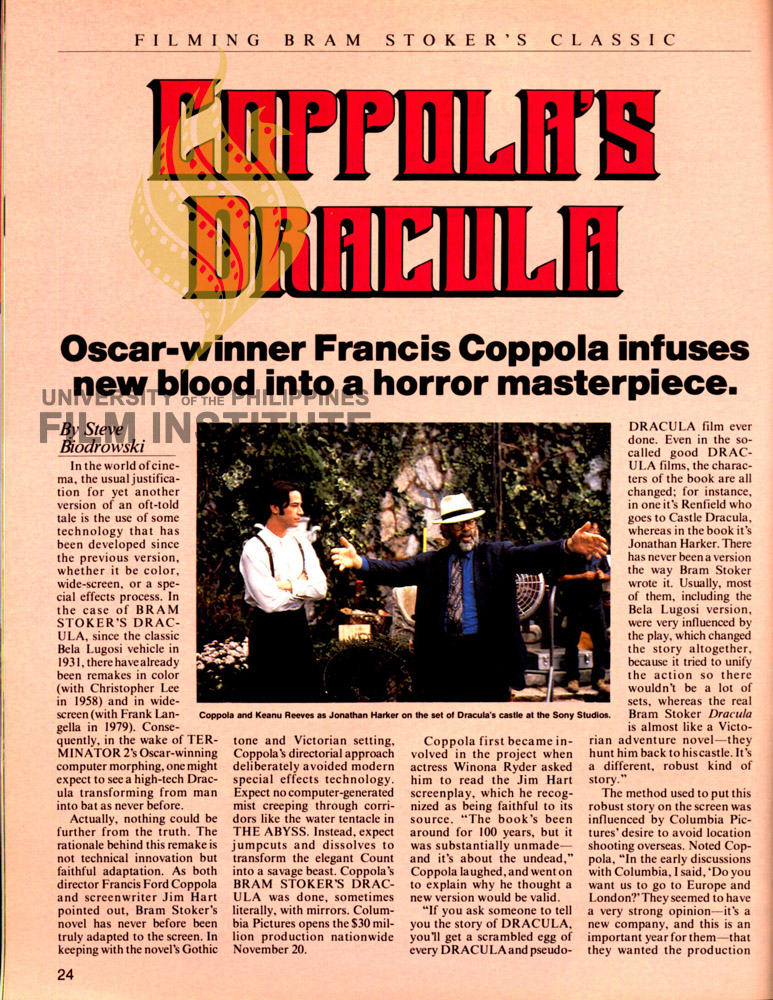 FILMING BRAM STOKER'S CLASSIC
COPPOLA'S
DRACULA
Oscar-winner Francis Coppola infuses
new blood into a horror masterpiece.
UNIVERSITY OF THE PHILIPPINES
FILM INSTITUTE
By Steve
Biodrowski
In the world of cine-
ma, the usual justifica-
tion for yet another
version of an oft-told
tale is the use of some
technology that has
been developed since
the previous version,
whether it be color,
wide-screen, or a spe-
cial effects process. In
the case of BRAM
STOKER'S DRAC-
ULA, since the classic
Bela Lugosi vehicle in
1931, there have already
been remakes in color
(with Christopher Lee
in 1958) and in wide-
screen (with Frank Lan-
gella in 1979). Conse-
quently, in the wake of TER-
MINATOR 2's Oscar-winning
computer morphing, one might
expect to see a high-tech Drac-
ula transforming from man
into bat as never before.
Actually, nothing could be
further from the truth. The
rationale behind this remake is
not technical innovation but
faithful adaptation. As both
director Francis Ford Coppola
and screenwriter Jim Hart
pointed out, Bram Stoker's
novel has never before been
truly adapted to the screen. In
keeping with the novel's Gothic
Coppola and Keanu Reeves as Jonathan Harker on the set of Dracula's castle at the Sony Studios.
tone and Victorian setting,
Coppola's directorial approach
deliberately avoided modern
special effects technology.
Expect no computer-generated
mist creeping through corri-
dors like the water tentacle in
THE ABYSS. Instead, expect
jumpcuts and dissolves to
transform the elegant Count
into a savage beast. Coppola's
BRAM STOKER'S DRAC-
ULA was done, sometimes
literally, with mirrors. Colum-
bia Pictures opens the $30 mil-
lion production nationwide
November 20.
Coppola first became in-
volved in the project when
actress Winona Ryder asked
him to read the Jim Hart
screenplay, which he recog-
nized as being faithful to its
source. "The book's been
around for 100 years, but it
was substantially unmade—
and it's about the undead,"
Coppola laughed, and went on
to explain why he thought a
new version would be valid.
"If you ask someone to tell
you the story of DRACULA,
you'll get a scrambled egg of
every DRACULA and pseudo-
DRACULA film ever
done. Even in the so-
called good DRAC-
ULA films, the charac-
ters of the book are all
changed; for instance,
in one it's Renfield who
goes to Castle Dracula,
whereas in the book it's
Jonathan Harker. There
has never been a version
the way Bram Stoker
wrote it. Usually, most
of them, including the
Bela Lugosi version,
were very influenced by
the play, which changed
the story altogether,
because it tried to unify
the action so there
wouldn't be a lot of
sets, whereas the real
Bram Stoker Dracula
is almost like a Victo-
rian adventure novel—they
hunt him back to his castle. It's
a different, robust kind of
story."
The method used to put this
robust story on the screen was
influenced by Columbia Pic-
tures' desire to avoid location
shooting overseas. Noted Cop-
pola, "In the early discussions
with Columbia, I said, 'Do you
want us to go to Europe and
London?' They seemed to have
a very strong opinion—it's a
new company, and this is an
important year for them—that
they wanted the production
24